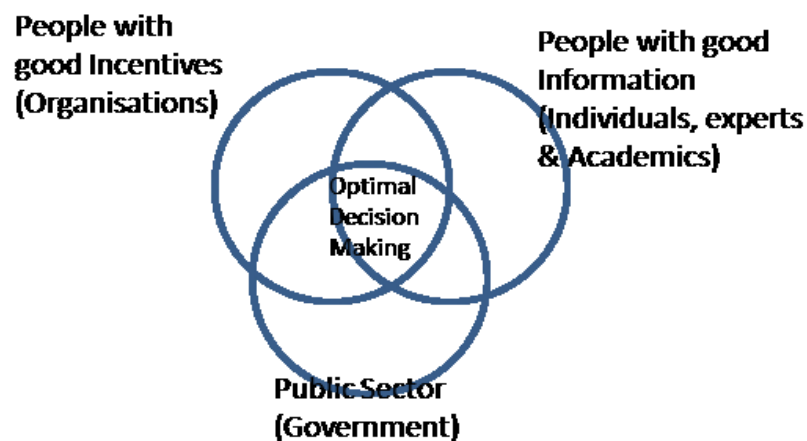 People with
good Incentives
(Organisations)
People with good
Information
(Individuals, experts
& Academics)
Optimal
Decision
Making
Public Sector
(Government)